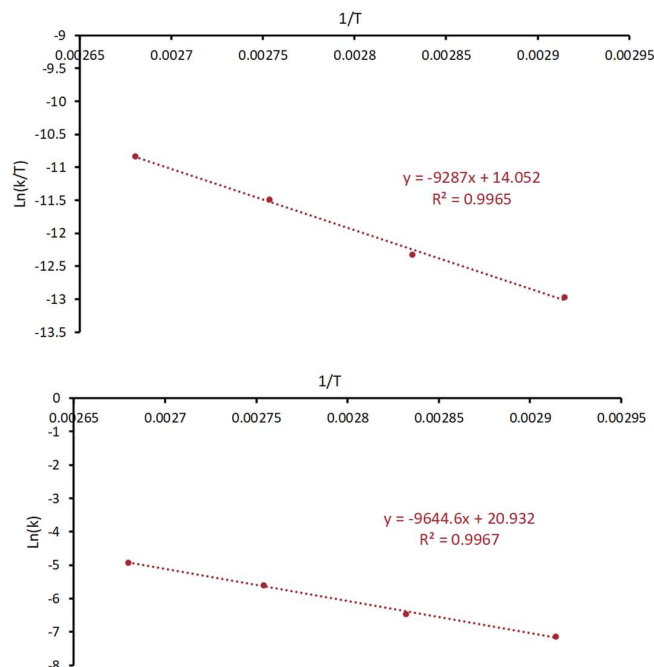 1/T
-9
0.00265 0.0027 0.00275 0.0028 0.00285 0.0029 0.00295
-9.5
-10
-10.5
-11
-11.5
-12
-12.5
-13
-13.5
Ln(k/T)
y = -9287x + 14.052
R² = 0.9965
1/T
0
0.00265 0.0027 0.00275 0.0028 0.00285 0.0029 0.00295
-1
-2
-3
-4
-5
-6
-7
-8
Ln(k)
y = -9644.6x + 20.932
R² = 0.9967